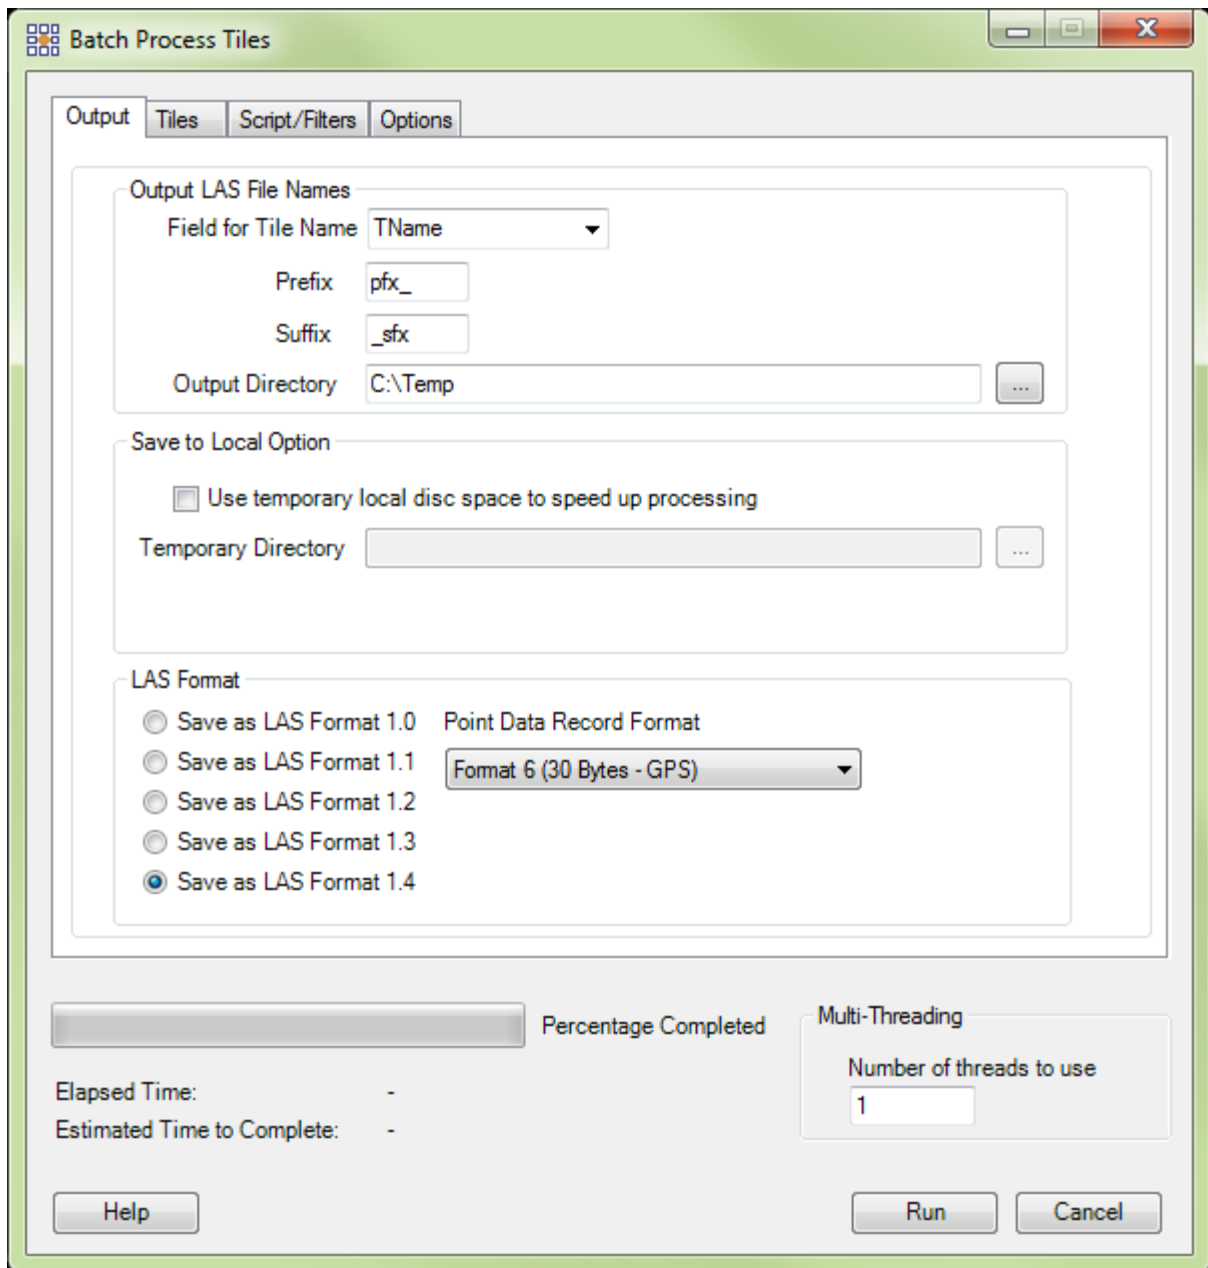 Batch Process Tiles
Output Tiles Script/Filters Options
Output LAS File Names
Field for Tile Name TName
Prefix pfx_
Suffix _sfx
Output Directory C:\Temp ...
Save to Local Option
Use temporary local disc space to speed up processing
Temporary Directory ...
LAS Format
Save as LAS Format 1.0 Point Data Record Format
Save as LAS Format 1.1 Format 6 (30 Bytes - GPS)
Save as LAS Format 1.2
Save as LAS Format 1.3
Save as LAS Format 1.4
Percentage Completed Multi-Threading
Number of threads to use
Elapsed Time: - 1
Estimated Time to Complete: -
Help Run Cancel